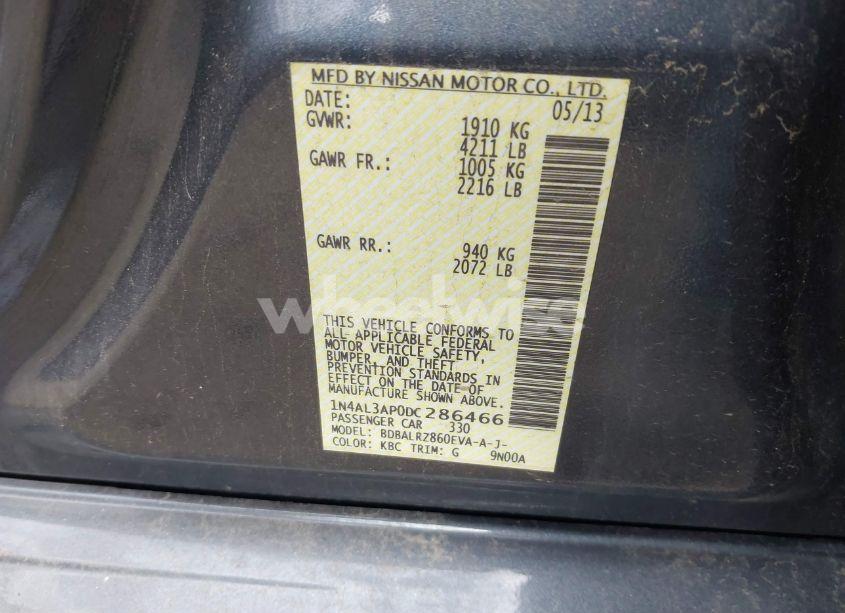 MFD BY NISSAN MOTOR CO., LTD.
DATE: 05/13
GVWR: 1910 KG
4211 LB
GAWR FR.: 1005 KG
2216 LB
GAWR RR.: 940 KG
2072 LB
wheelwise
THIS VEHICLE CONFORMS TO
ALL APPLICABLE FEDERAL
MOTOR VEHICLE SAFETY,
BUMPER, AND THEFT
PREVENTION STANDARDS IN
EFFECT ON THE DATE OF
MANUFACTURE SHOWN ABOVE.
1N4AL3AP0DC286466
PASSENGER CAR 330
MODEL: BDBALRZ860EVA-A-J-
COLOR: KBC TRIM: G 9N00A